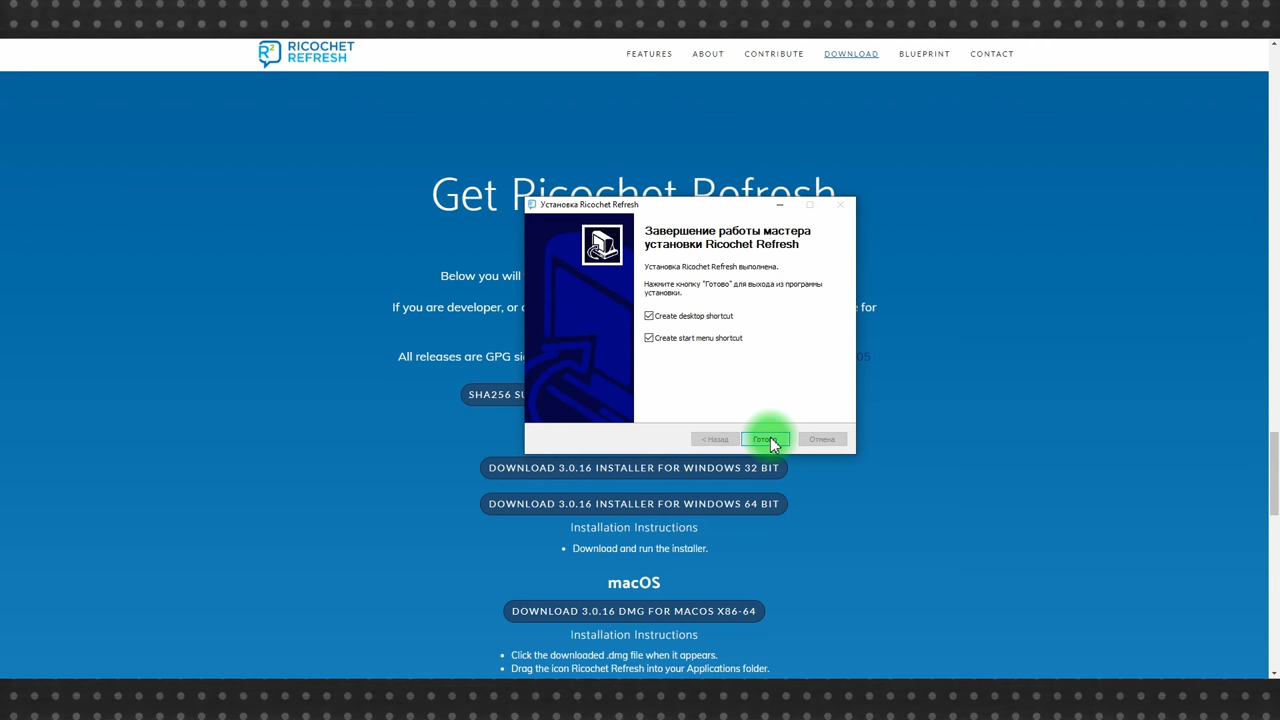 RICOCHET
REFRESH
FEATURES ABOUT CONTRIBUTE DOWNLOAD BLUEPRINT CONTACT
Get Ricochet Refresh
Установка Ricochet Refresh
Завершение работы мастера
установки Ricochet Refresh
Установка Ricochet Refresh выполнена.
Нажмите кнопку "Готово" для выхода из программы
установки.
Create desktop shortcut
Create start menu shortcut
< Назад Готово Отмена
Below you will
If you are developer, or for
All releases are GPG 05
SHA256
DOWNLOAD 3.0.16 INSTALLER FOR WINDOWS 32 BIT
DOWNLOAD 3.0.16 INSTALLER FOR WINDOWS 64 BIT
Installation Instructions
• Download and run the installer.
macOS
DOWNLOAD 3.0.16 DMG FOR MACOS X86-64
Installation Instructions
• Click the downloaded .dmg file when it appears.
• Drag the icon Ricochet Refresh into your Applications folder.